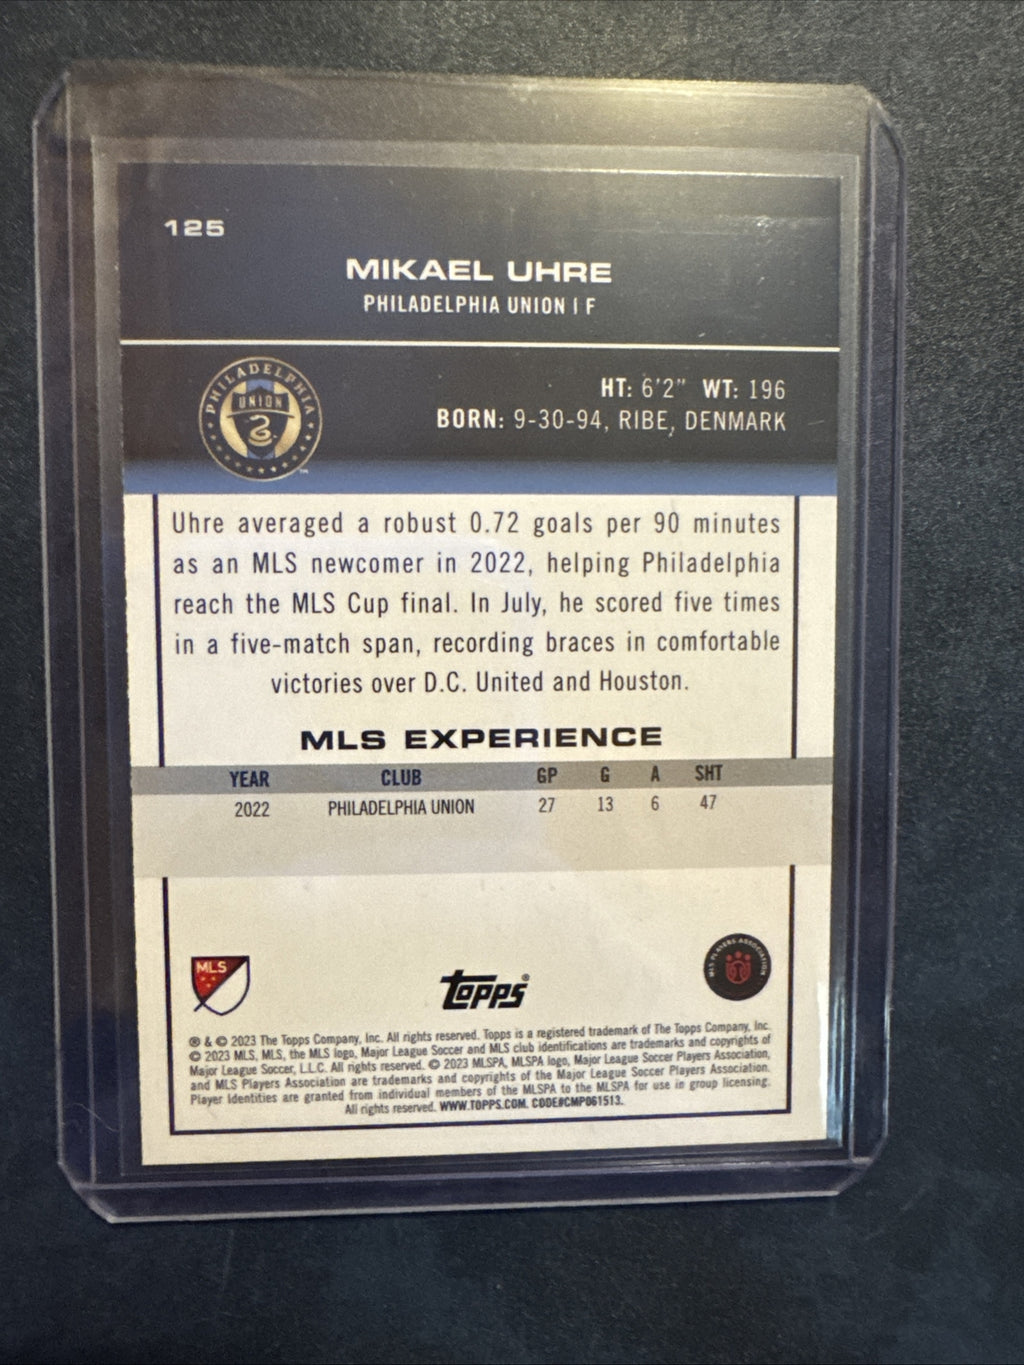 125
MIKAEL UHRE
PHILADELPHIA UNION | F
PHILADELPHIA
UNION
TM
HT: 6'2" WT: 196
BORN: 9-30-94, RIBE, DENMARK
Uhre averaged a robust 0.72 goals per 90 minutes
as an MLS newcomer in 2022, helping Philadelphia
reach the MLS Cup final. In July, he scored five times
in a five-match span, recording braces in comfortable
victories over D.C. United and Houston.
MLS EXPERIENCE
YEAR CLUB GP G A SHT
2022 PHILADELPHIA UNION 27 13 6 47
MLS
Topps®
MLS PLAYERS ASSOCIATION
® & © 2023 The Topps Company, Inc. All rights reserved. Topps is a registered trademark of The Topps Company, Inc.
© 2023 MLS, MLS, the MLS logo, Major League Soccer and MLS club identifications are trademarks and copyrights of
Major League Soccer, L.L.C. All rights reserved. © 2023 MLSPA, MLSPA logo, Major League Soccer Players Association,
and MLS Players Association are trademarks and copyrights of the Major League Soccer Players Association.
Player Identities are granted from individual members of the MLSPA to the MLSPA for use in group licensing.
All rights reserved. WWW.TOPPS.COM. CODE#CMP061513.